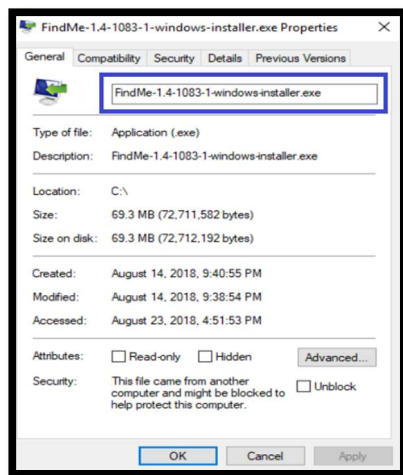 FindMe-1.4-1083-1-windows-installer.exe Properties
General Compatibility Security Details Previous Versions
FindMe-1.4-1083-1-windows-installer.exe
Type of file: Application (.exe)
Description: FindMe-1.4-1083-1-windows-installer.exe
Location: C:\
Size: 69.3 MB (72,711,582 bytes)
Size on disk: 69.3 MB (72,712,192 bytes)
Created: August 14, 2018, 9:40:55 PM
Modified: August 14, 2018, 9:38:54 PM
Accessed: August 23, 2018, 4:51:53 PM
Attributes: Read-only Hidden Advanced...
Security: This file came from another
computer and might be blocked to
help protect this computer.
Unblock
OK Cancel Apply